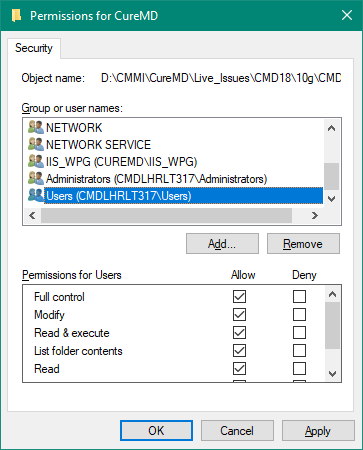 Permissions for CureMD
Security
Object name: D:\CMMI\CureMD\Live_Issues\CMD18\10g\CMD
Group or user names:
NETWORK
NETWORK SERVICE
IIS_WPG (CUREMD\IIS_WPG)
Administrators (CMDLHRLT317\Administrators)
Users (CMDLHRLT317\Users)
Add... Remove
Permissions for Users Allow Deny
Full control
Modify
Read & execute
List folder contents
Read
OK Cancel Apply